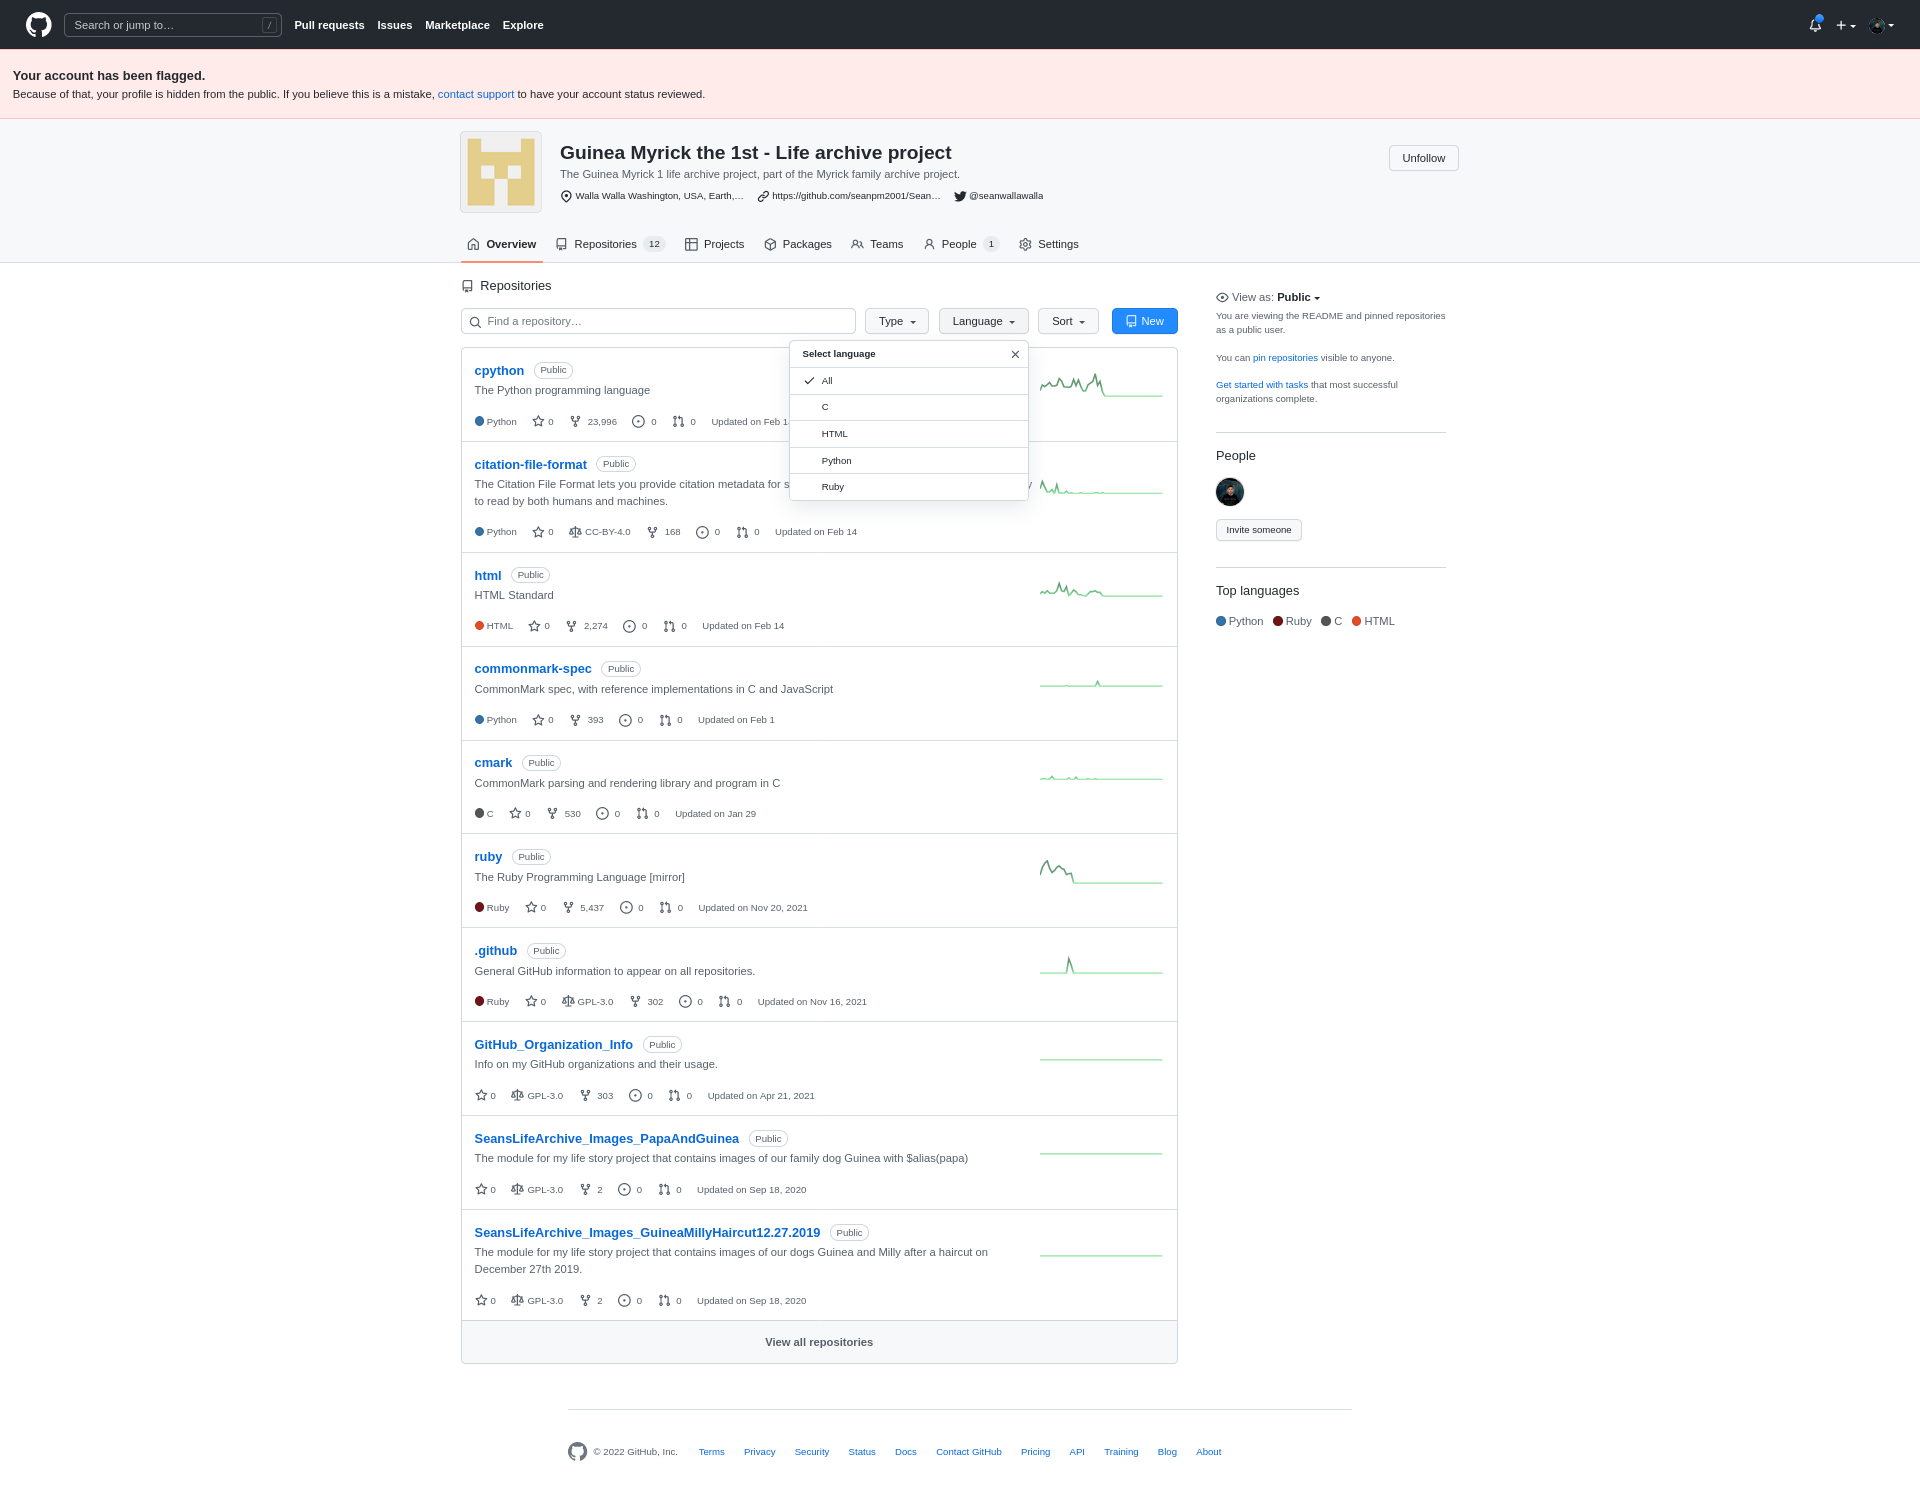 Search or jump to…
/
Pull requests Issues Marketplace Explore
Your account has been flagged.
Because of that, your profile is hidden from the public. If you believe this is a mistake, contact support to have your account status reviewed.
Guinea Myrick the 1st - Life archive project
The Guinea Myrick 1 life archive project, part of the Myrick family archive project.
Walla Walla Washington, USA, Earth,… https://github.com/seanpm2001/Sean… @seanwallawalla
Unfollow
Overview Repositories 12 Projects Packages Teams People 1 Settings
Repositories
Find a repository… Type Language Sort New
Select language
All
C
HTML
Python
Ruby
cpython Public
The Python programming language
Python 0 23,996 0 0 Updated on Feb 1
citation-file-format Public
The Citation File Format lets you provide citation metadata for s y
to read by both humans and machines.
Python 0 CC-BY-4.0 168 0 0 Updated on Feb 14
html Public
HTML Standard
HTML 0 2,274 0 0 Updated on Feb 14
commonmark-spec Public
CommonMark spec, with reference implementations in C and JavaScript
Python 0 393 0 0 Updated on Feb 1
cmark Public
CommonMark parsing and rendering library and program in C
C 0 530 0 0 Updated on Jan 29
ruby Public
The Ruby Programming Language [mirror]
Ruby 0 5,437 0 0 Updated on Nov 20, 2021
.github Public
General GitHub information to appear on all repositories.
Ruby 0 GPL-3.0 302 0 0 Updated on Nov 16, 2021
GitHub_Organization_Info Public
Info on my GitHub organizations and their usage.
0 GPL-3.0 303 0 0 Updated on Apr 21, 2021
SeansLifeArchive_Images_PapaAndGuinea Public
The module for my life story project that contains images of our family dog Guinea with $alias(papa)
0 GPL-3.0 2 0 0 Updated on Sep 18, 2020
SeansLifeArchive_Images_GuineaMillyHaircut12.27.2019 Public
The module for my life story project that contains images of our dogs Guinea and Milly after a haircut on
December 27th 2019.
0 GPL-3.0 2 0 0 Updated on Sep 18, 2020
View all repositories
View as: Public
You are viewing the README and pinned repositories
as a public user.
You can pin repositories visible to anyone.
Get started with tasks that most successful
organizations complete.
People
Invite someone
Top languages
Python Ruby C HTML
© 2022 GitHub, Inc. Terms Privacy Security Status Docs Contact GitHub Pricing API Training Blog About